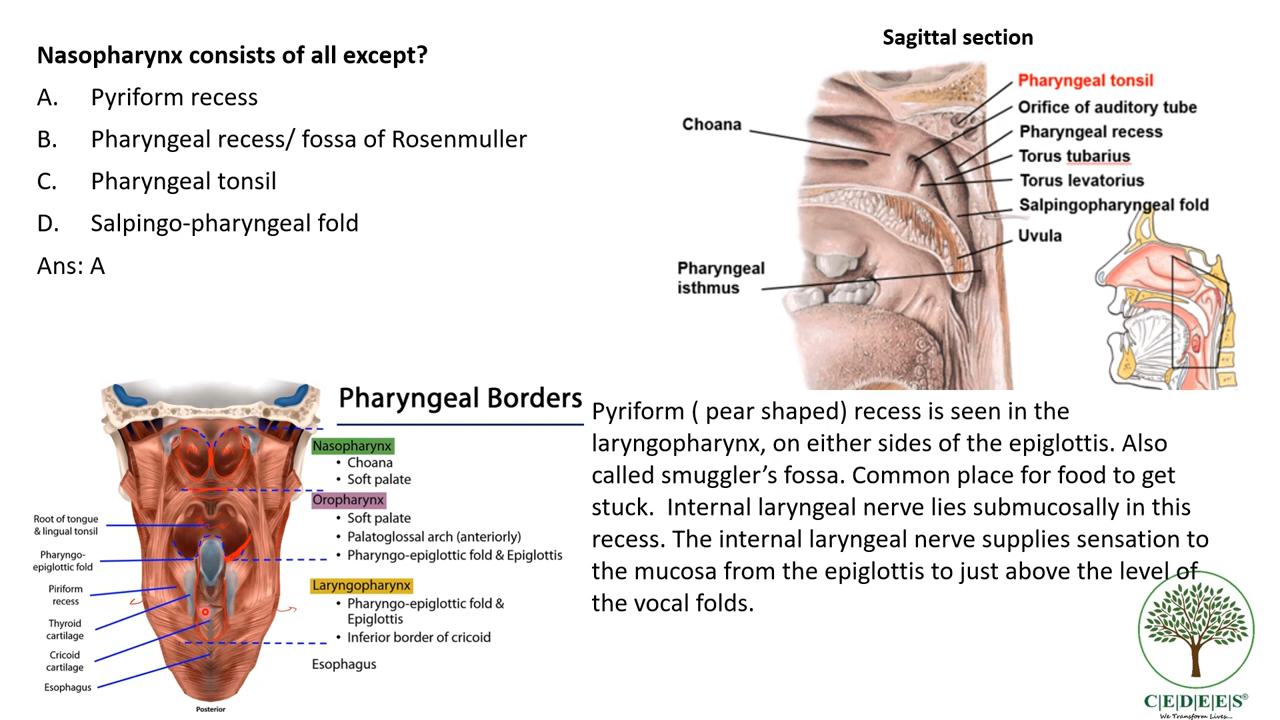 Nasopharynx consists of all except?
A. Pyriform recess
B. Pharyngeal recess/ fossa of Rosenmuller
C. Pharyngeal tonsil
D. Salpingo-pharyngeal fold
Ans: A
Sagittal section
Choana
Pharyngeal
isthmus
Pharyngeal tonsil
Orifice of auditory tube
Pharyngeal recess
Torus tubarius
Torus levatorius
Salpingopharyngeal fold
Uvula
Pharyngeal Borders
Nasopharynx
• Choana
• Soft palate
Oropharynx
• Soft palate
• Palatoglossal arch (anteriorly)
• Pharyngo-epiglottic fold & Epiglottis
Laryngopharynx
• Pharyngo-epiglottic fold &
Epiglottis
• Inferior border of cricoid
Esophagus
Root of tongue
& lingual tonsil
Pharyngo-
epiglottic fold
Piriform
recess
Thyroid
cartilage
Cricoid
cartilage
Esophagus
Posterior
Pyriform ( pear shaped) recess is seen in the
laryngopharynx, on either sides of the epiglottis. Also
called smuggler’s fossa. Common place for food to get
stuck.  Internal laryngeal nerve lies submucosally in this
recess. The internal laryngeal nerve supplies sensation to
the mucosa from the epiglottis to just above the level of
the vocal folds.
C|E|D|E|E|S®
We Transform Lives...